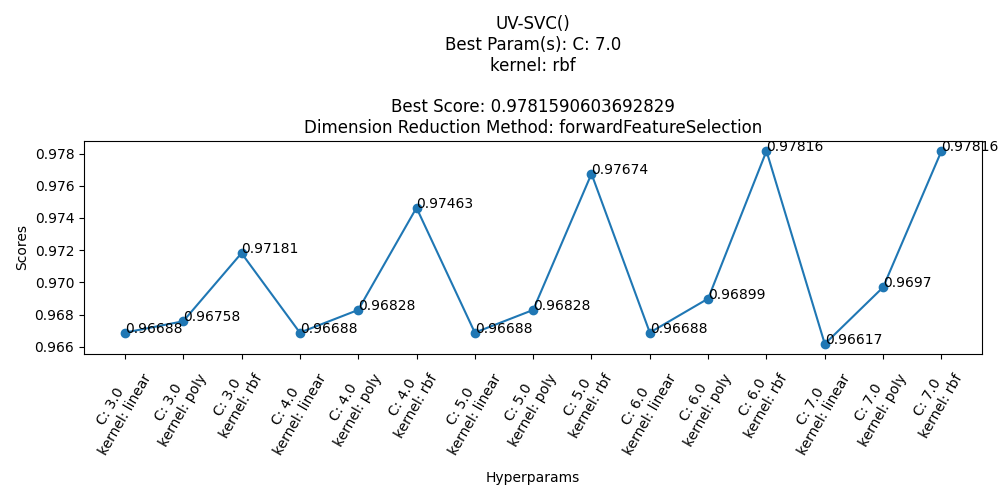 UV-SVC()
Best Param(s): C: 7.0
kernel: rbf
Best Score: 0.9781590603692829
Dimension Reduction Method: forwardFeatureSelection
Scores
0.978
0.976
0.974
0.972
0.970
0.968
0.966
0.96688
0.96758
0.97181
0.96688
0.96828
0.97463
0.96688
0.96828
0.97674
0.96688
0.96899
0.97816
0.96617
0.9697
0.97816
C: 3.0
kernel: linear
C: 3.0
kernel: poly
C: 3.0
kernel: rbf
C: 4.0
kernel: linear
C: 4.0
kernel: poly
C: 4.0
kernel: rbf
C: 5.0
kernel: linear
C: 5.0
kernel: poly
C: 5.0
kernel: rbf
C: 6.0
kernel: linear
C: 6.0
kernel: poly
C: 6.0
kernel: rbf
C: 7.0
kernel: linear
C: 7.0
kernel: poly
C: 7.0
kernel: rbf
Hyperparams